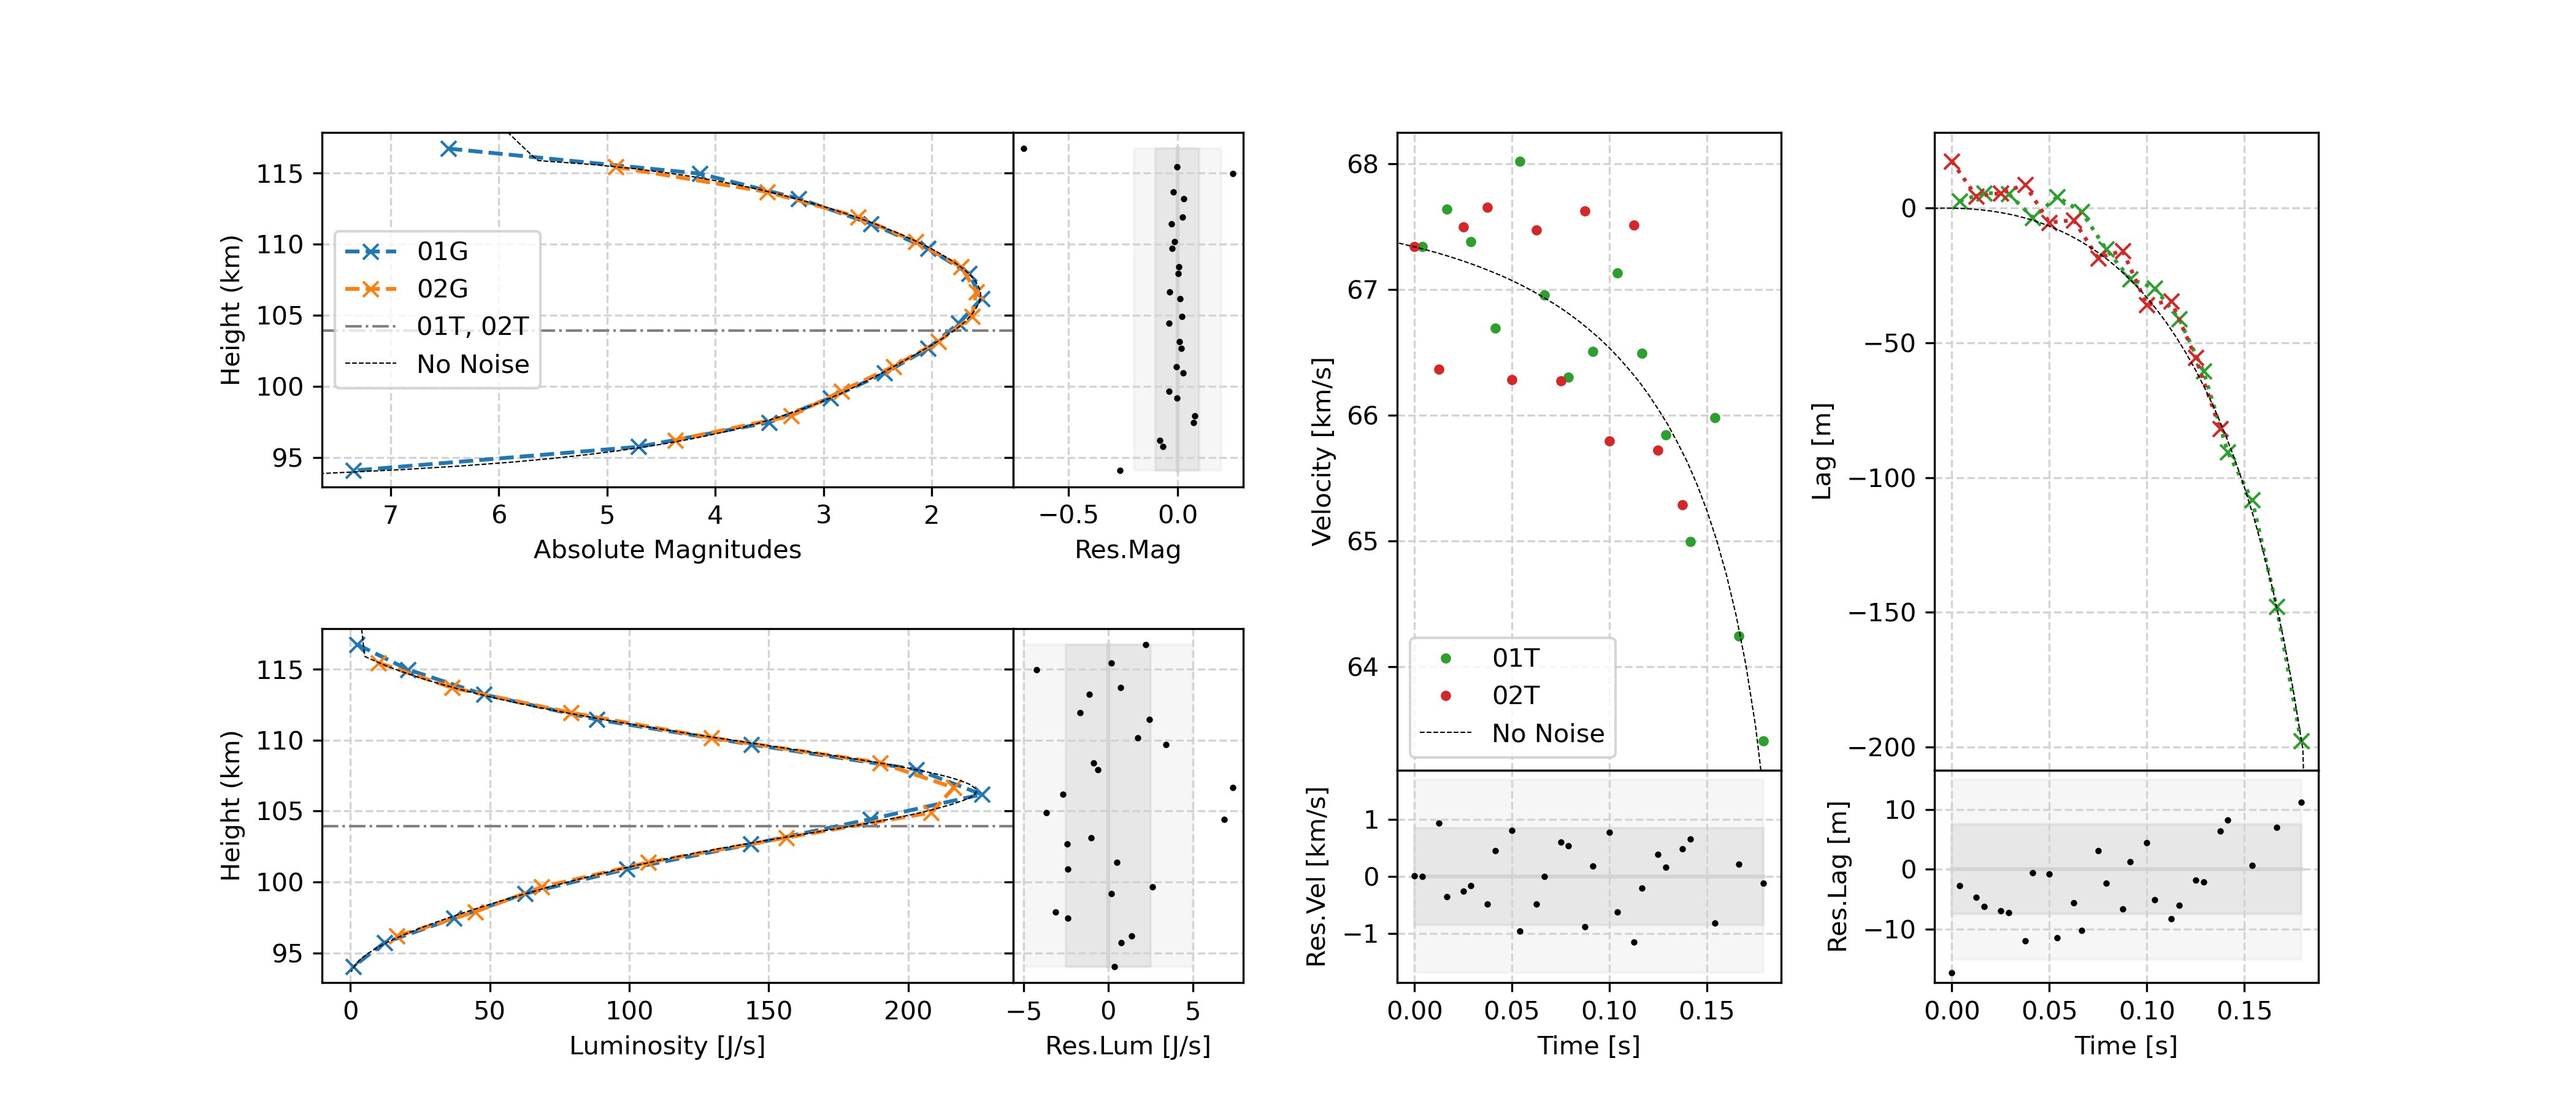 115
110
105
100
95
Height (km)
01G
02G
01T, 02T
No Noise
7
6
5
4
3
2
Absolute Magnitudes
−0.5
0.0
Res.Mag
115
110
105
100
95
Height (km)
0
50
100
150
200
Luminosity [J/s]
−5
0
5
Res.Lum [J/s]
68
67
66
65
64
Velocity [km/s]
01T
02T
No Noise
1
0
−1
Res.Vel [km/s]
0.00
0.05
0.10
0.15
Time [s]
0
−50
−100
−150
−200
Lag [m]
10
0
−10
Res.Lag [m]
0.00
0.05
0.10
0.15
Time [s]